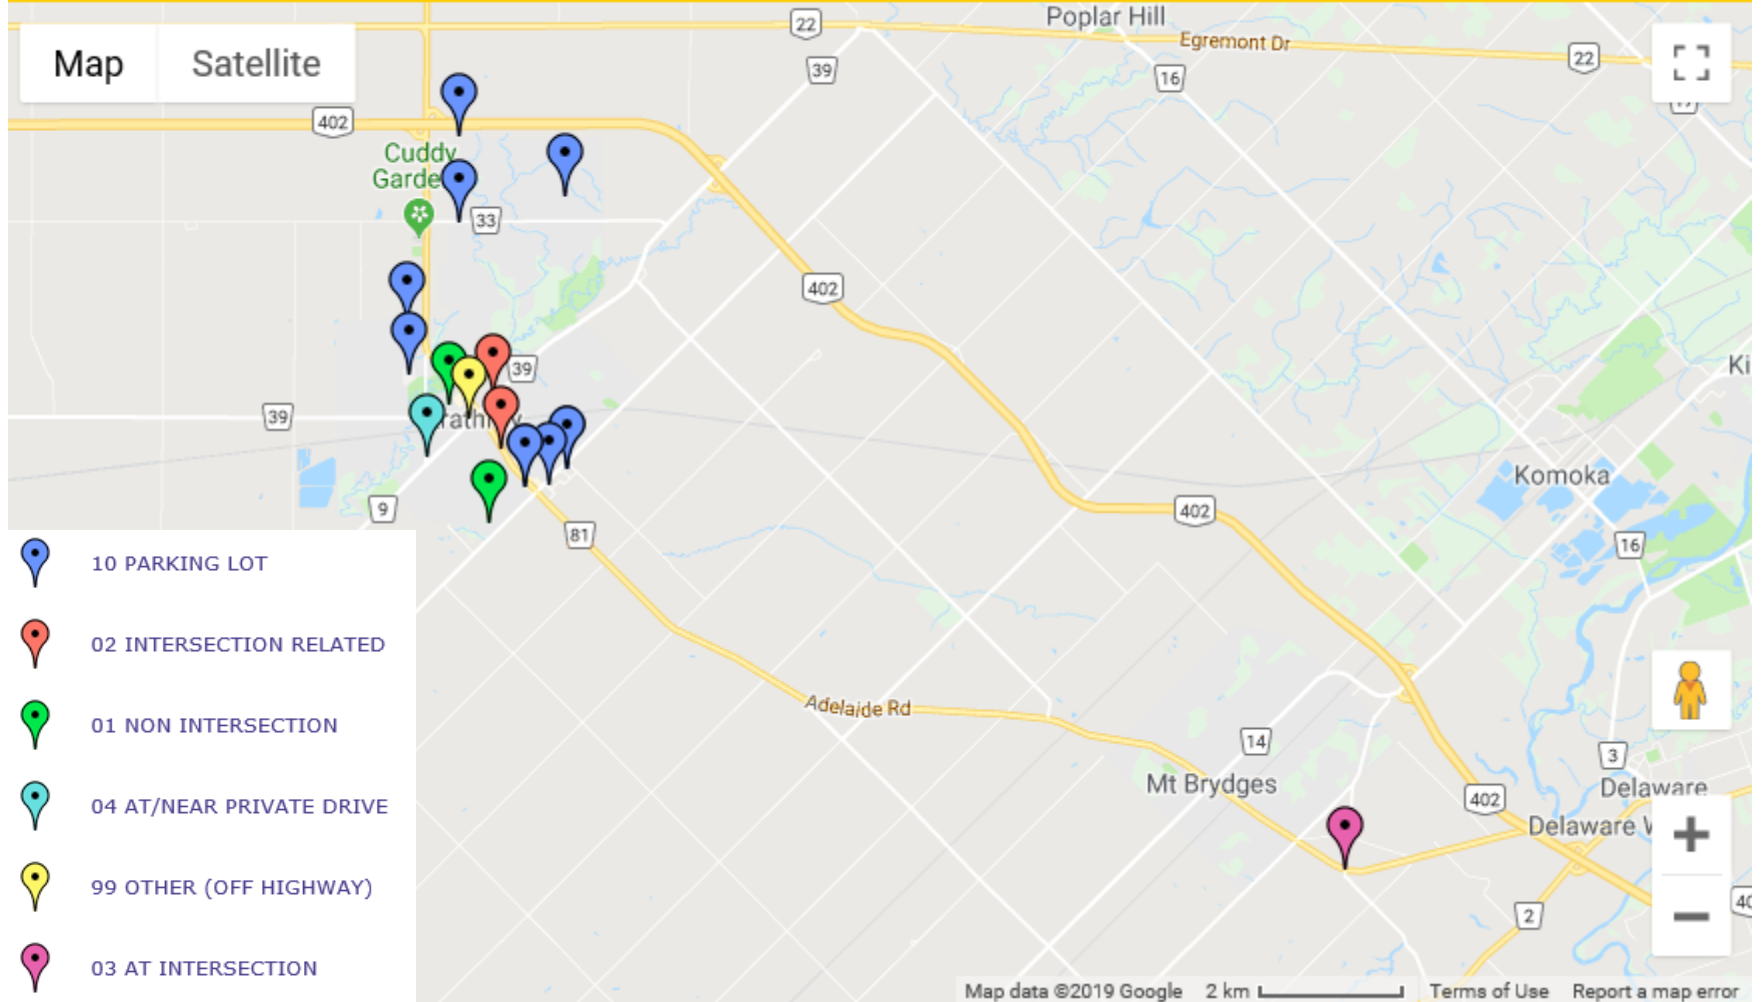 Map Satellite
22
Poplar Hill
Egremont Dr
22
39
16
402
Cuddy
33
402
39
39
Komoka
9
402
81
16
10 PARKING LOT
02 INTERSECTION RELATED
01 NON INTERSECTION
Adelaide Rd
14
3
Mt Brydges
Delaware
402
04 AT/NEAR PRIVATE DRIVE
Delaware
99 OTHER (OFF HIGHWAY)
2
03 AT INTERSECTION
Map data ©2019 Google 2 km Terms of Use Report a map error